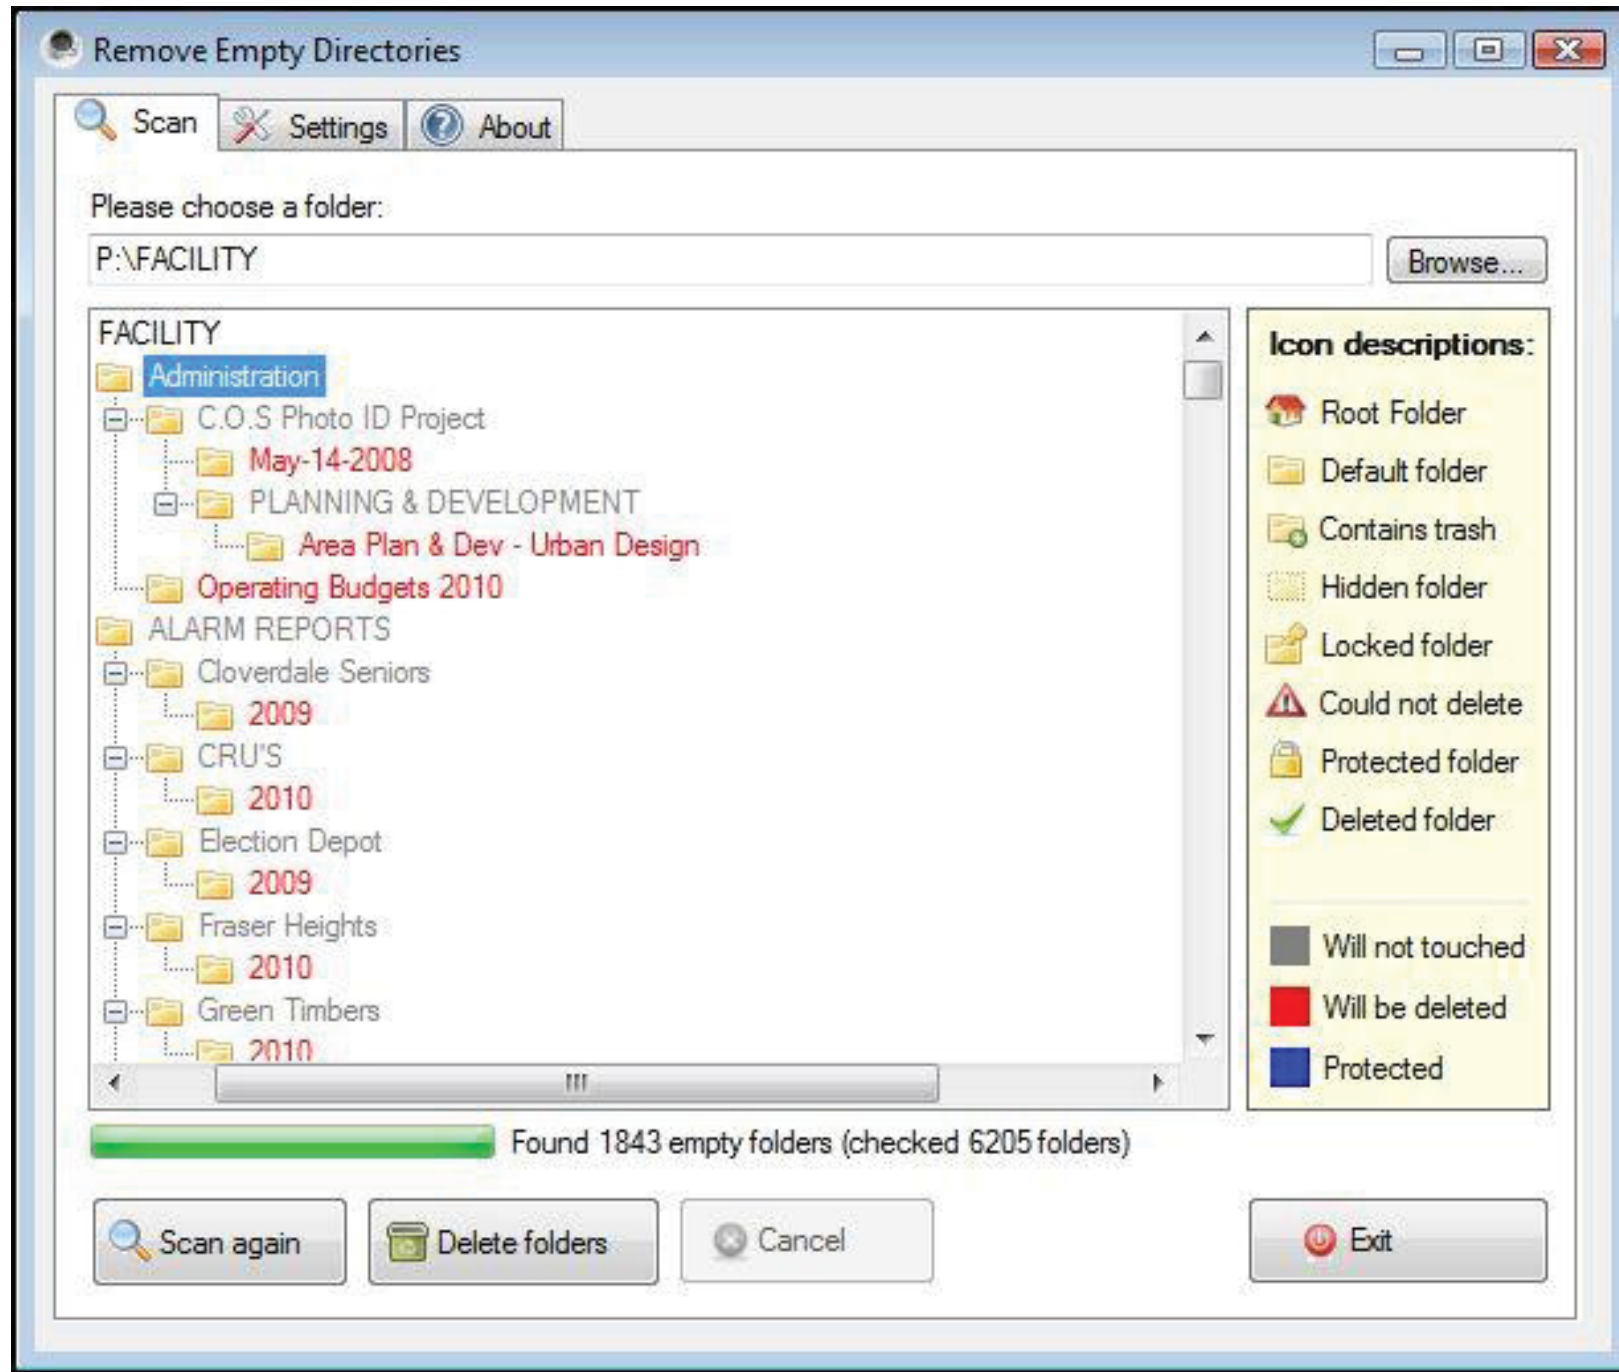 Remove Empty Directories
Scan Settings About
Please choose a folder:
P:\FACILITY
Browse...
FACILITY
Administration
C.O.S Photo ID Project
May-14-2008
PLANNING & DEVELOPMENT
Area Plan & Dev - Urban Design
Operating Budgets 2010
ALARM REPORTS
Cloverdale Seniors
2009
CRU'S
2010
Election Depot
2009
Fraser Heights
2010
Green Timbers
2010
Icon descriptions:
Root Folder
Default folder
Contains trash
Hidden folder
Locked folder
Could not delete
Protected folder
Deleted folder
Will not touched
Will be deleted
Protected
Found 1843 empty folders (checked 6205 folders)
Scan again Delete folders Cancel Exit